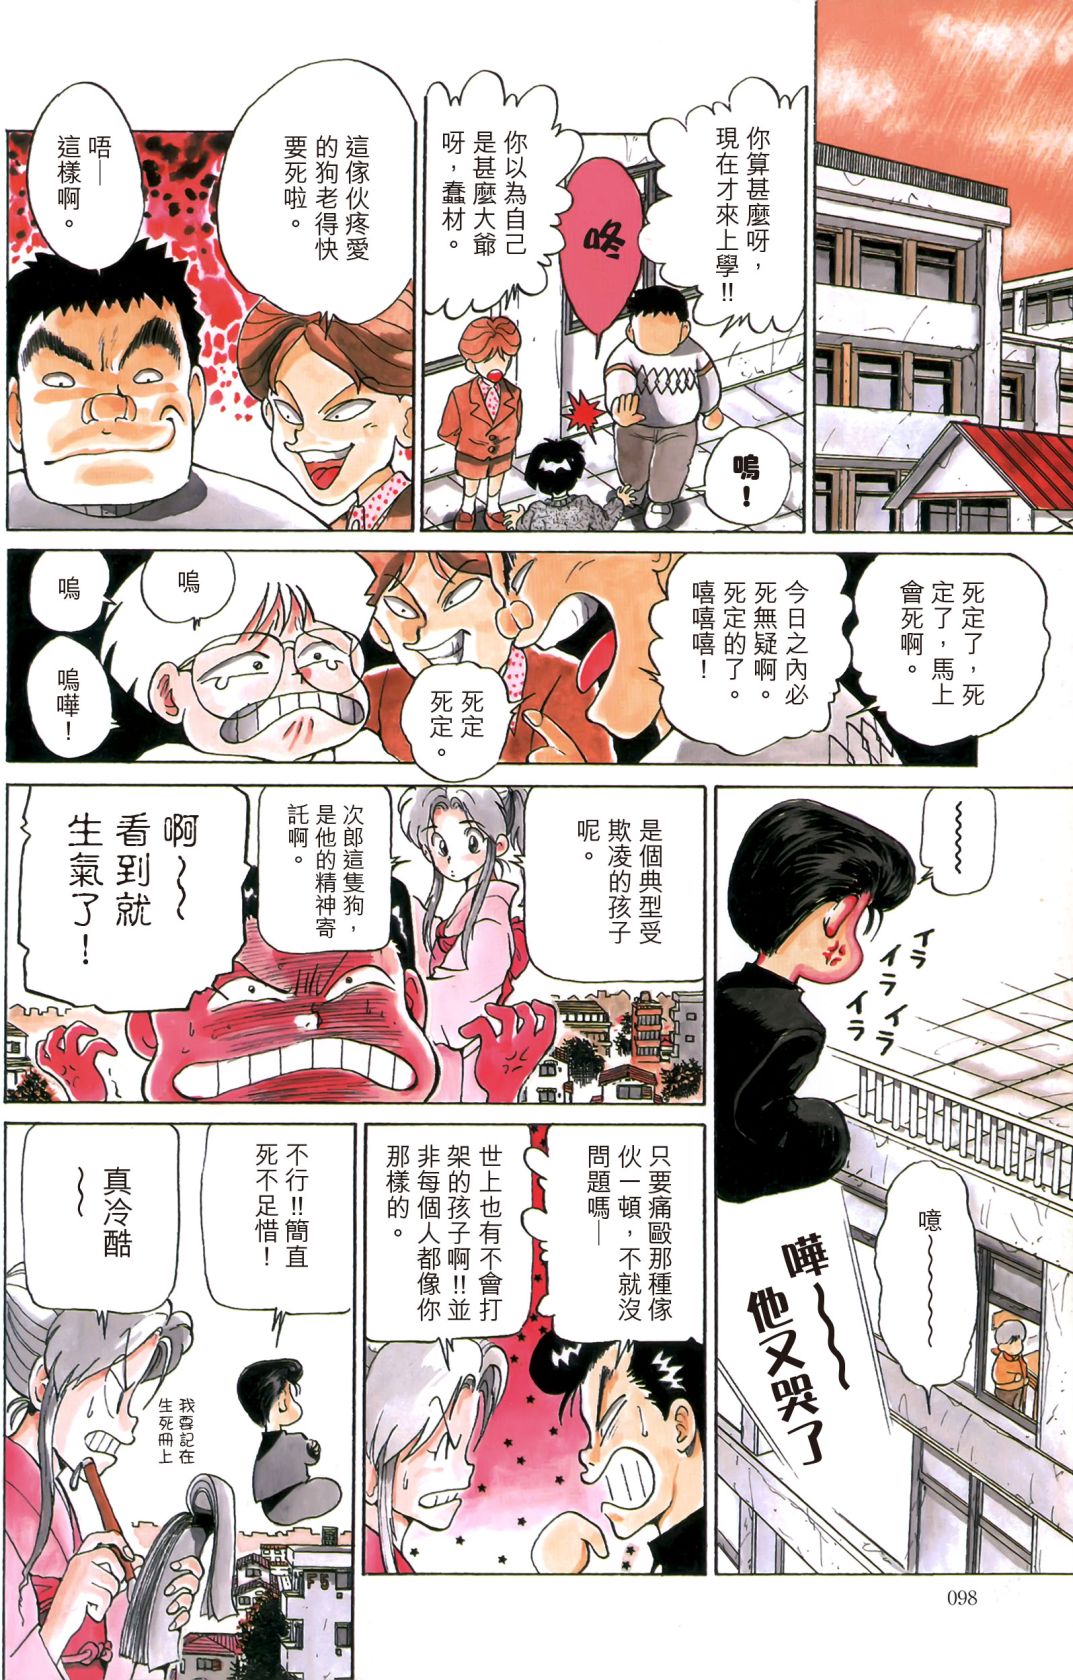 你算甚麼呀，
現在才來上學!!
咚
嗚！
你以為自己
是甚麼大爺
呀，蠢材。
這傢伙疼愛
的狗老得快
要死啦。
唔—
這樣啊。
死定了，死
定了，馬上
會死啊。
今日之內必
死無疑啊。
死定的了。
嘻嘻嘻！
死定
死定。
嗚
嗚
嗚嘩！
～～～
イライライライラ
噫～～～～
嘩～～～
他又哭了
是個典型受
欺凌的孩子
呢。
次郎這隻狗，
是他的精神寄
託啊。
啊～
看到就
生氣了！
只要痛毆那種傢
伙一頓，不就沒
問題嗎—
世上也有不會打
架的孩子啊!!並
非每個人都像你
那樣的。
不行!!簡直
死不足惜！
真冷酷
～
我要記在
生死冊上
F5
098